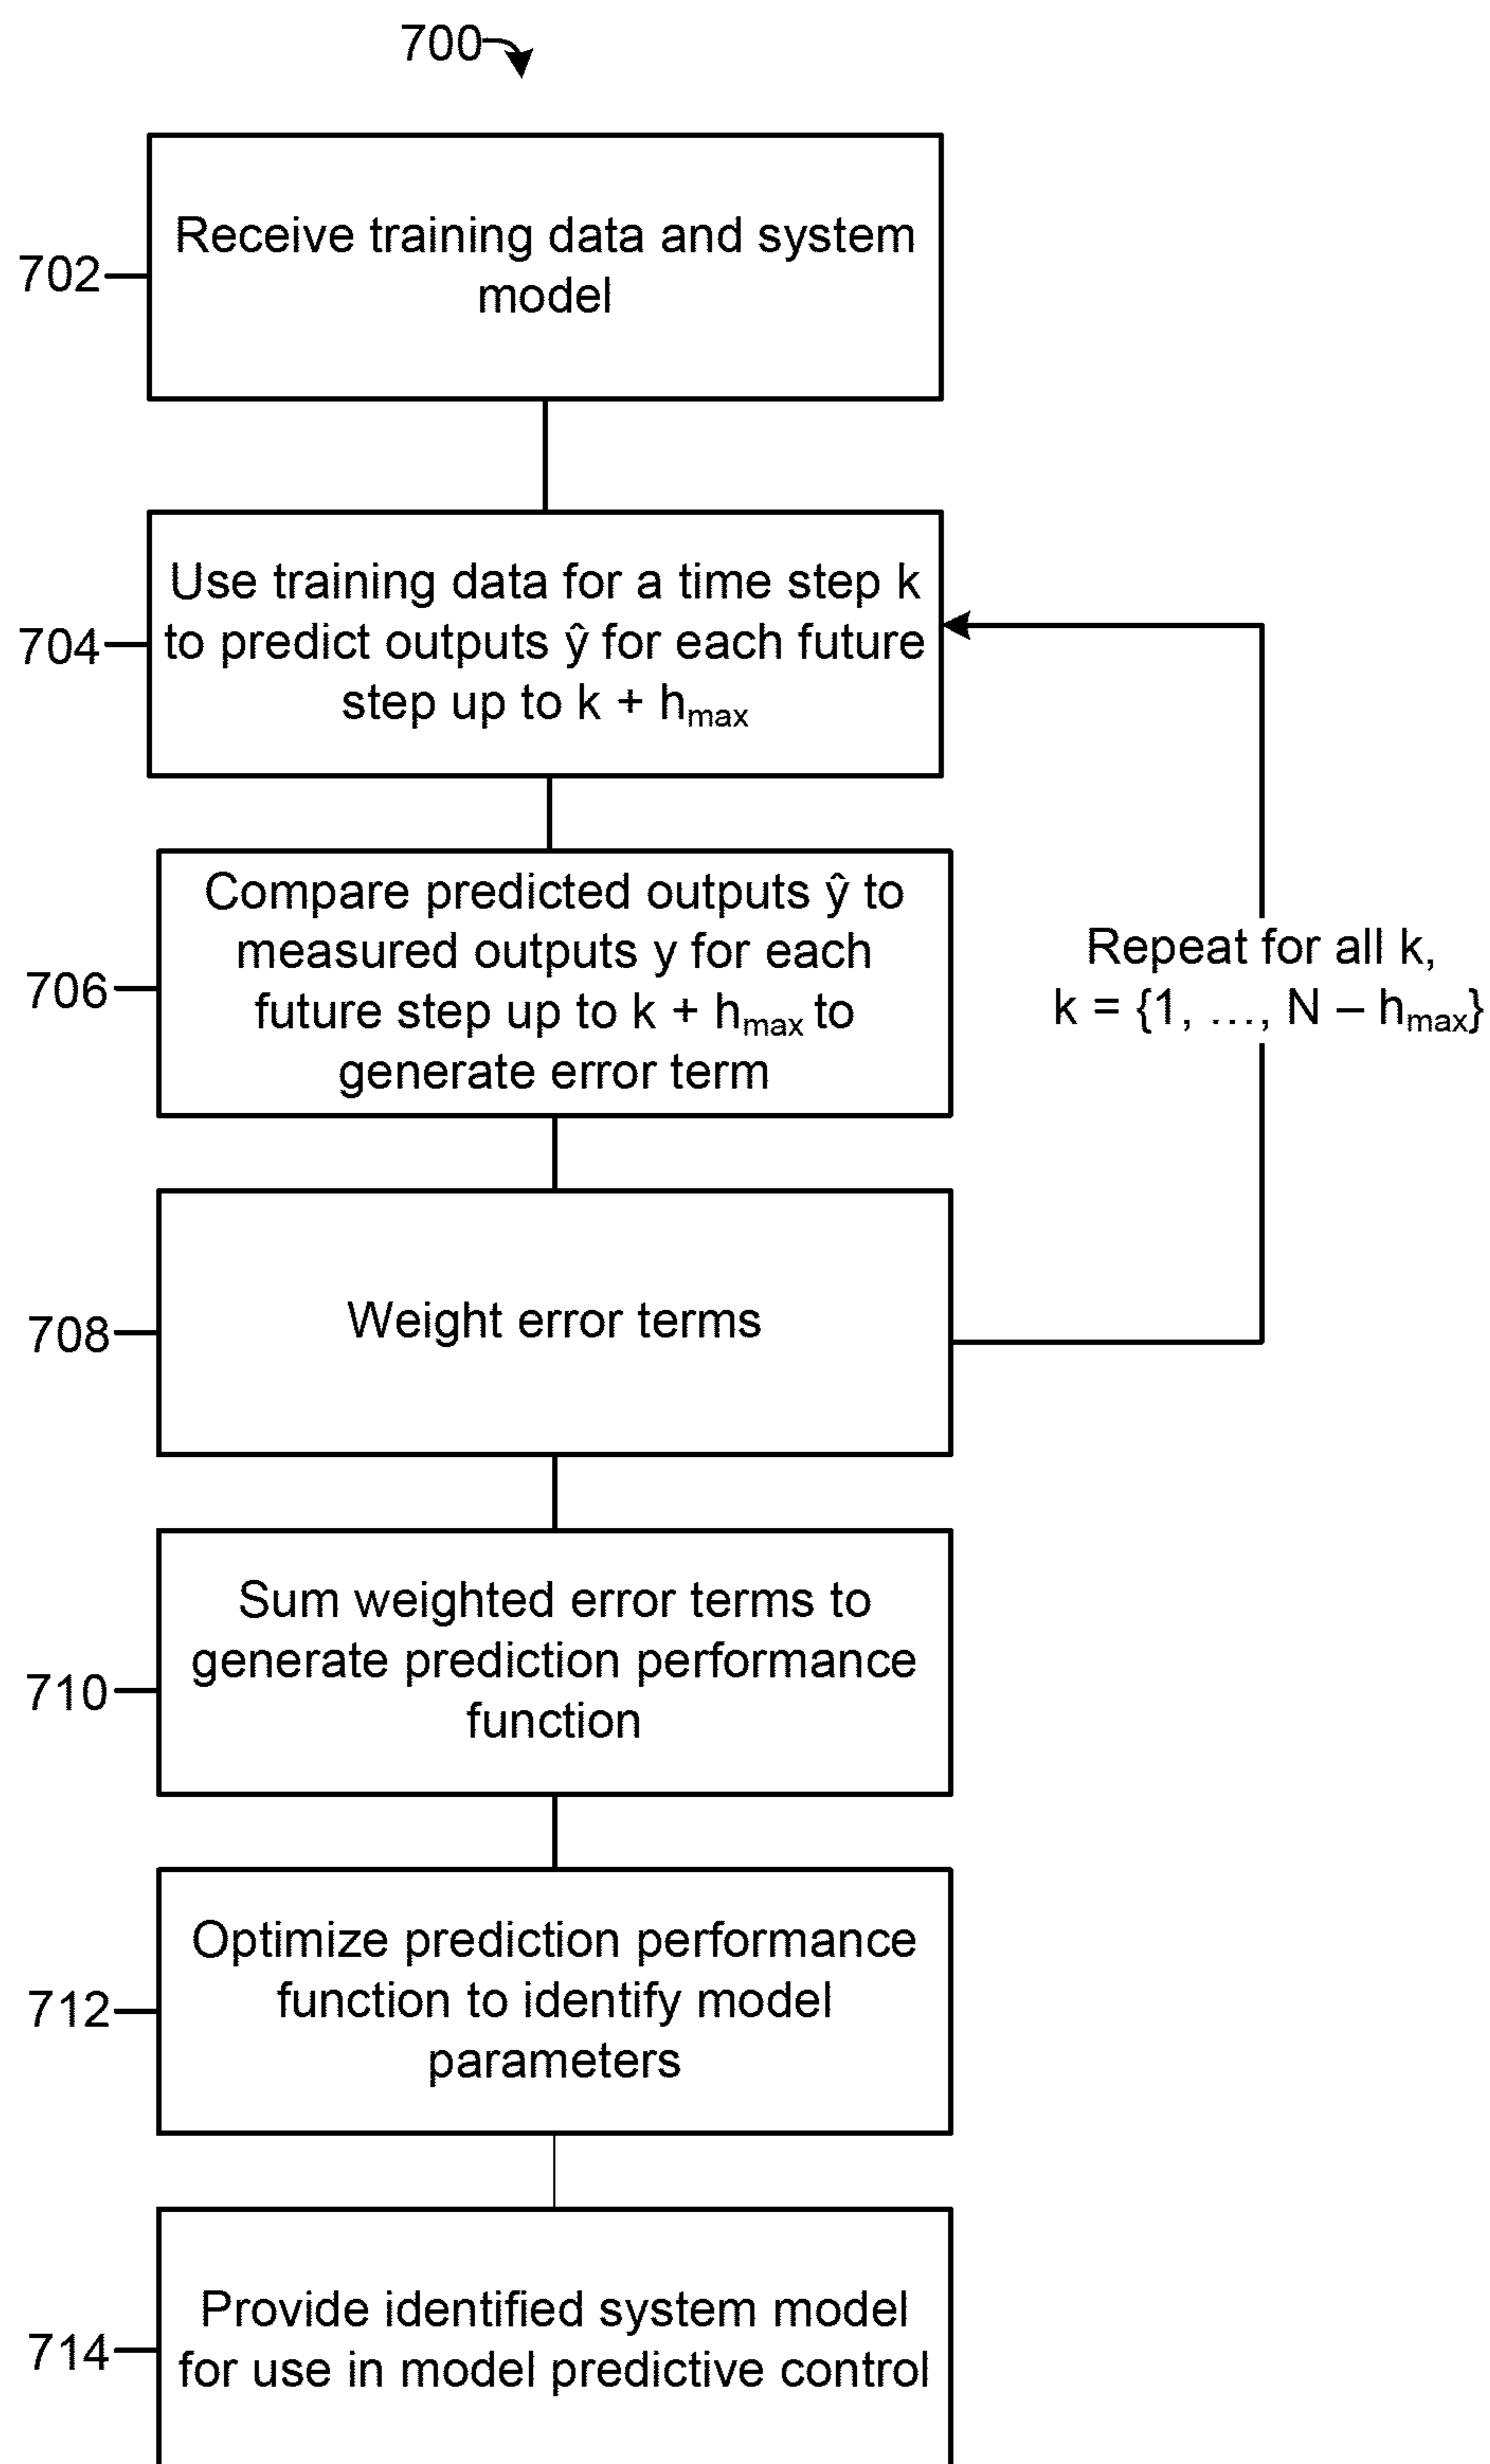 700
702
Receive training data and system
model
704
Use training data for a time step k
to predict outputs ŷ for each future
step up to k + hmax
706
Compare predicted outputs ŷ to
measured outputs y for each
future step up to k + hmax to
generate error term
Repeat for all k,
k = {1, …, N – hmax}
708
Weight error terms
710
Sum weighted error terms to
generate prediction performance
function
712
Optimize prediction performance
function to identify model
parameters
714
Provide identified system model
for use in model predictive control